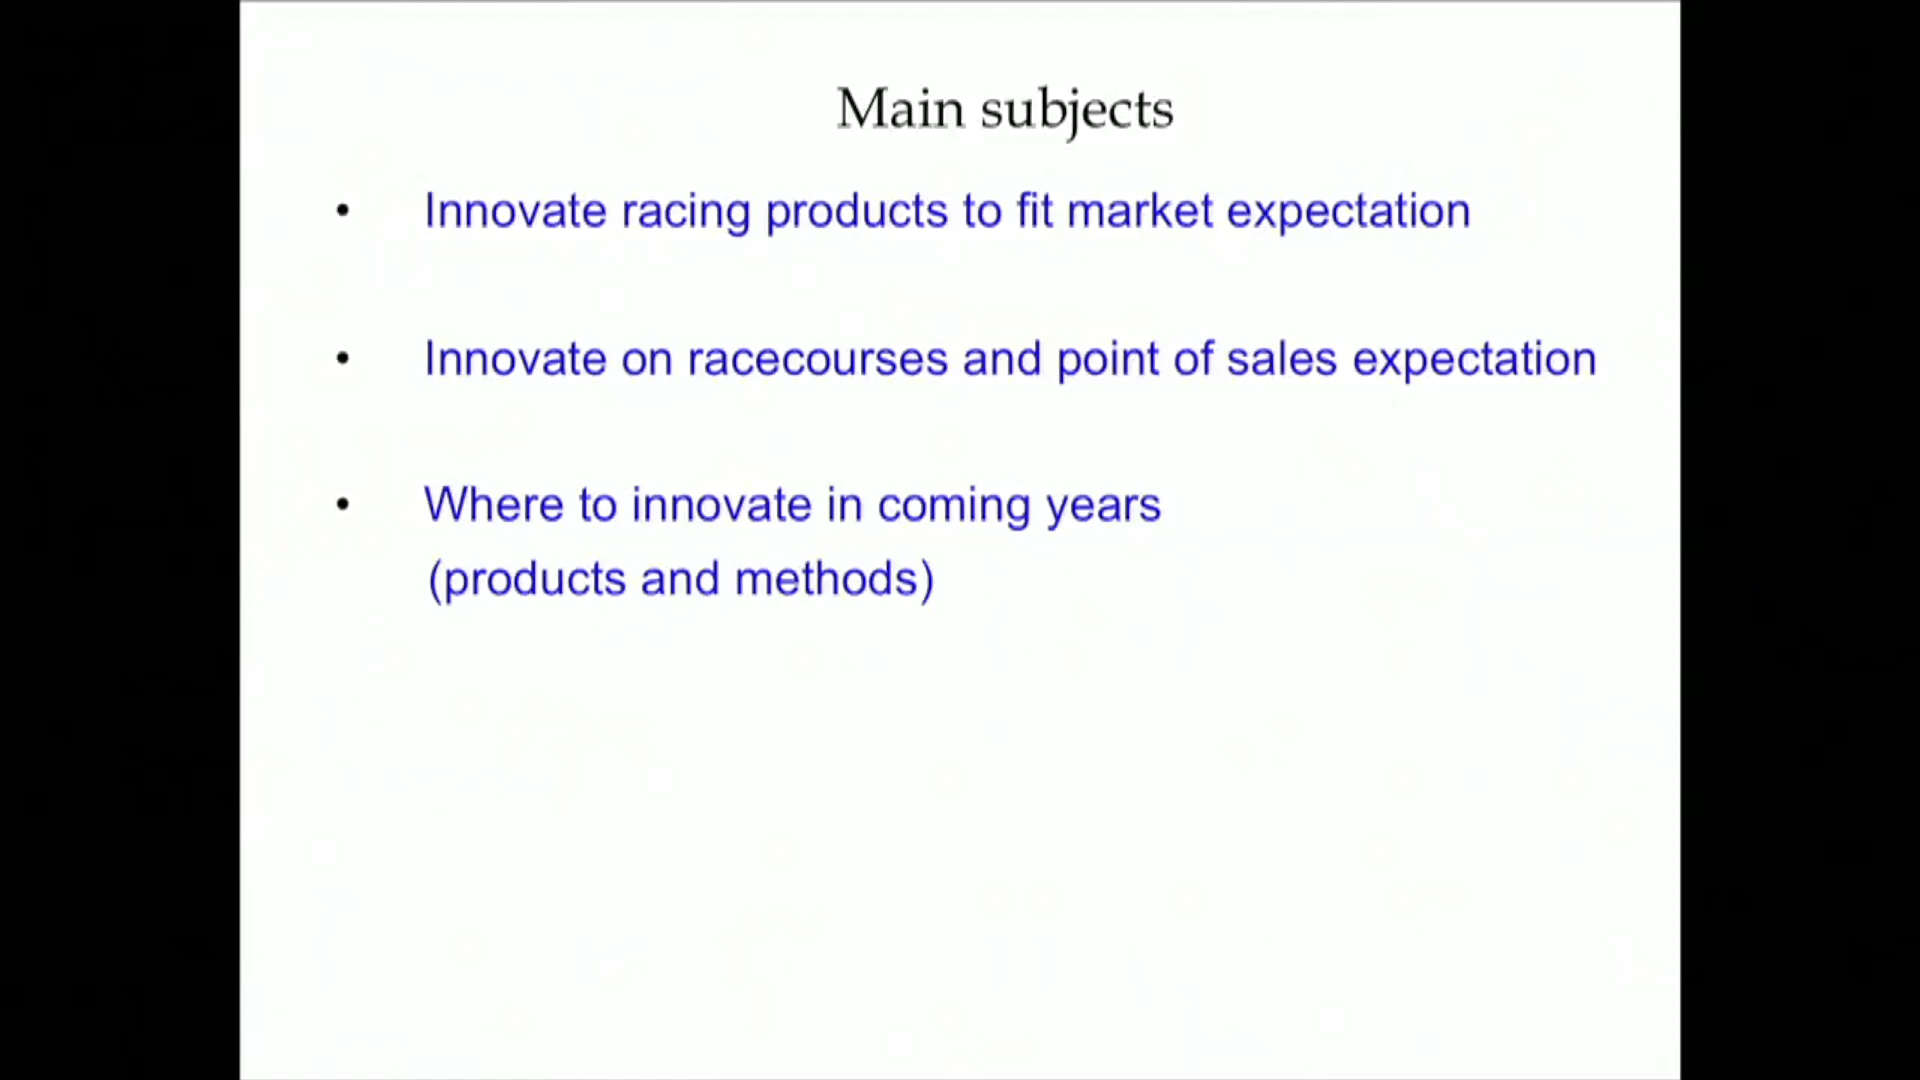 Main subjects
• Innovate racing products to fit market expectation
• Innovate on racecourses and point of sales expectation
• Where to innovate in coming years
(products and methods)